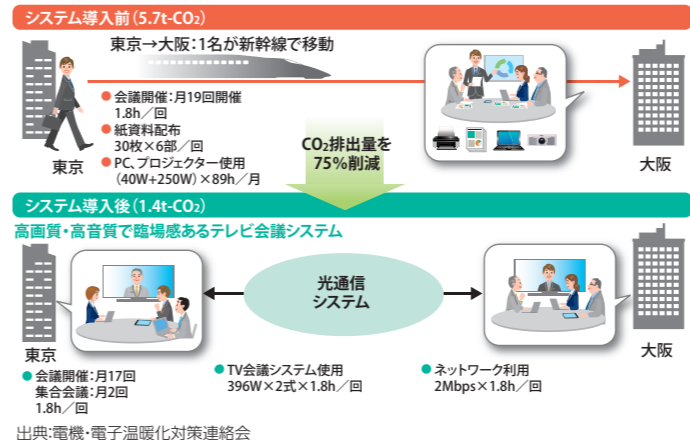 システム導入前(5.7t-CO₂)
東京→大阪:1名が新幹線で移動
● 会議開催:月19回開催
1.8h/回
● 紙資料配布
30枚×6部/回
● PC、プロジェクター使用
(40W+250W)×89h/月
東京
CO₂排出量を
75%削減
大阪
システム導入後(1.4t-CO₂)
高画質・高音質で臨場感あるテレビ会議システム
光通信
システム
東京
大阪
● 会議開催:月17回
集合会議:月2回
1.8h/回
● TV会議システム使用
396W×2式×1.8h/回
● ネットワーク利用
2Mbps×1.8h/回
出典:電機・電子温暖化対策連絡会